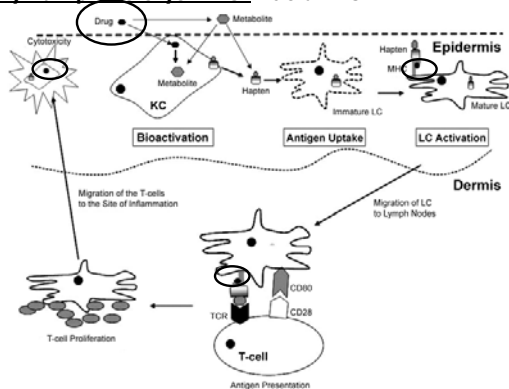 Drug
Metabolite
Cytotoxicity
Epidermis
Hapten
MHC
KC
Metabolite
Hapten
Immature LC
Mature LC
Bioactivation
Antigen Uptake
LC Activation
Dermis
Migration of the T-cells
to the Site of Inflammation
Migration of LC
to Lymph Nodes
CD80
TCR
CD28
T-cell
T-cell Proliferation
Antigen Presentation